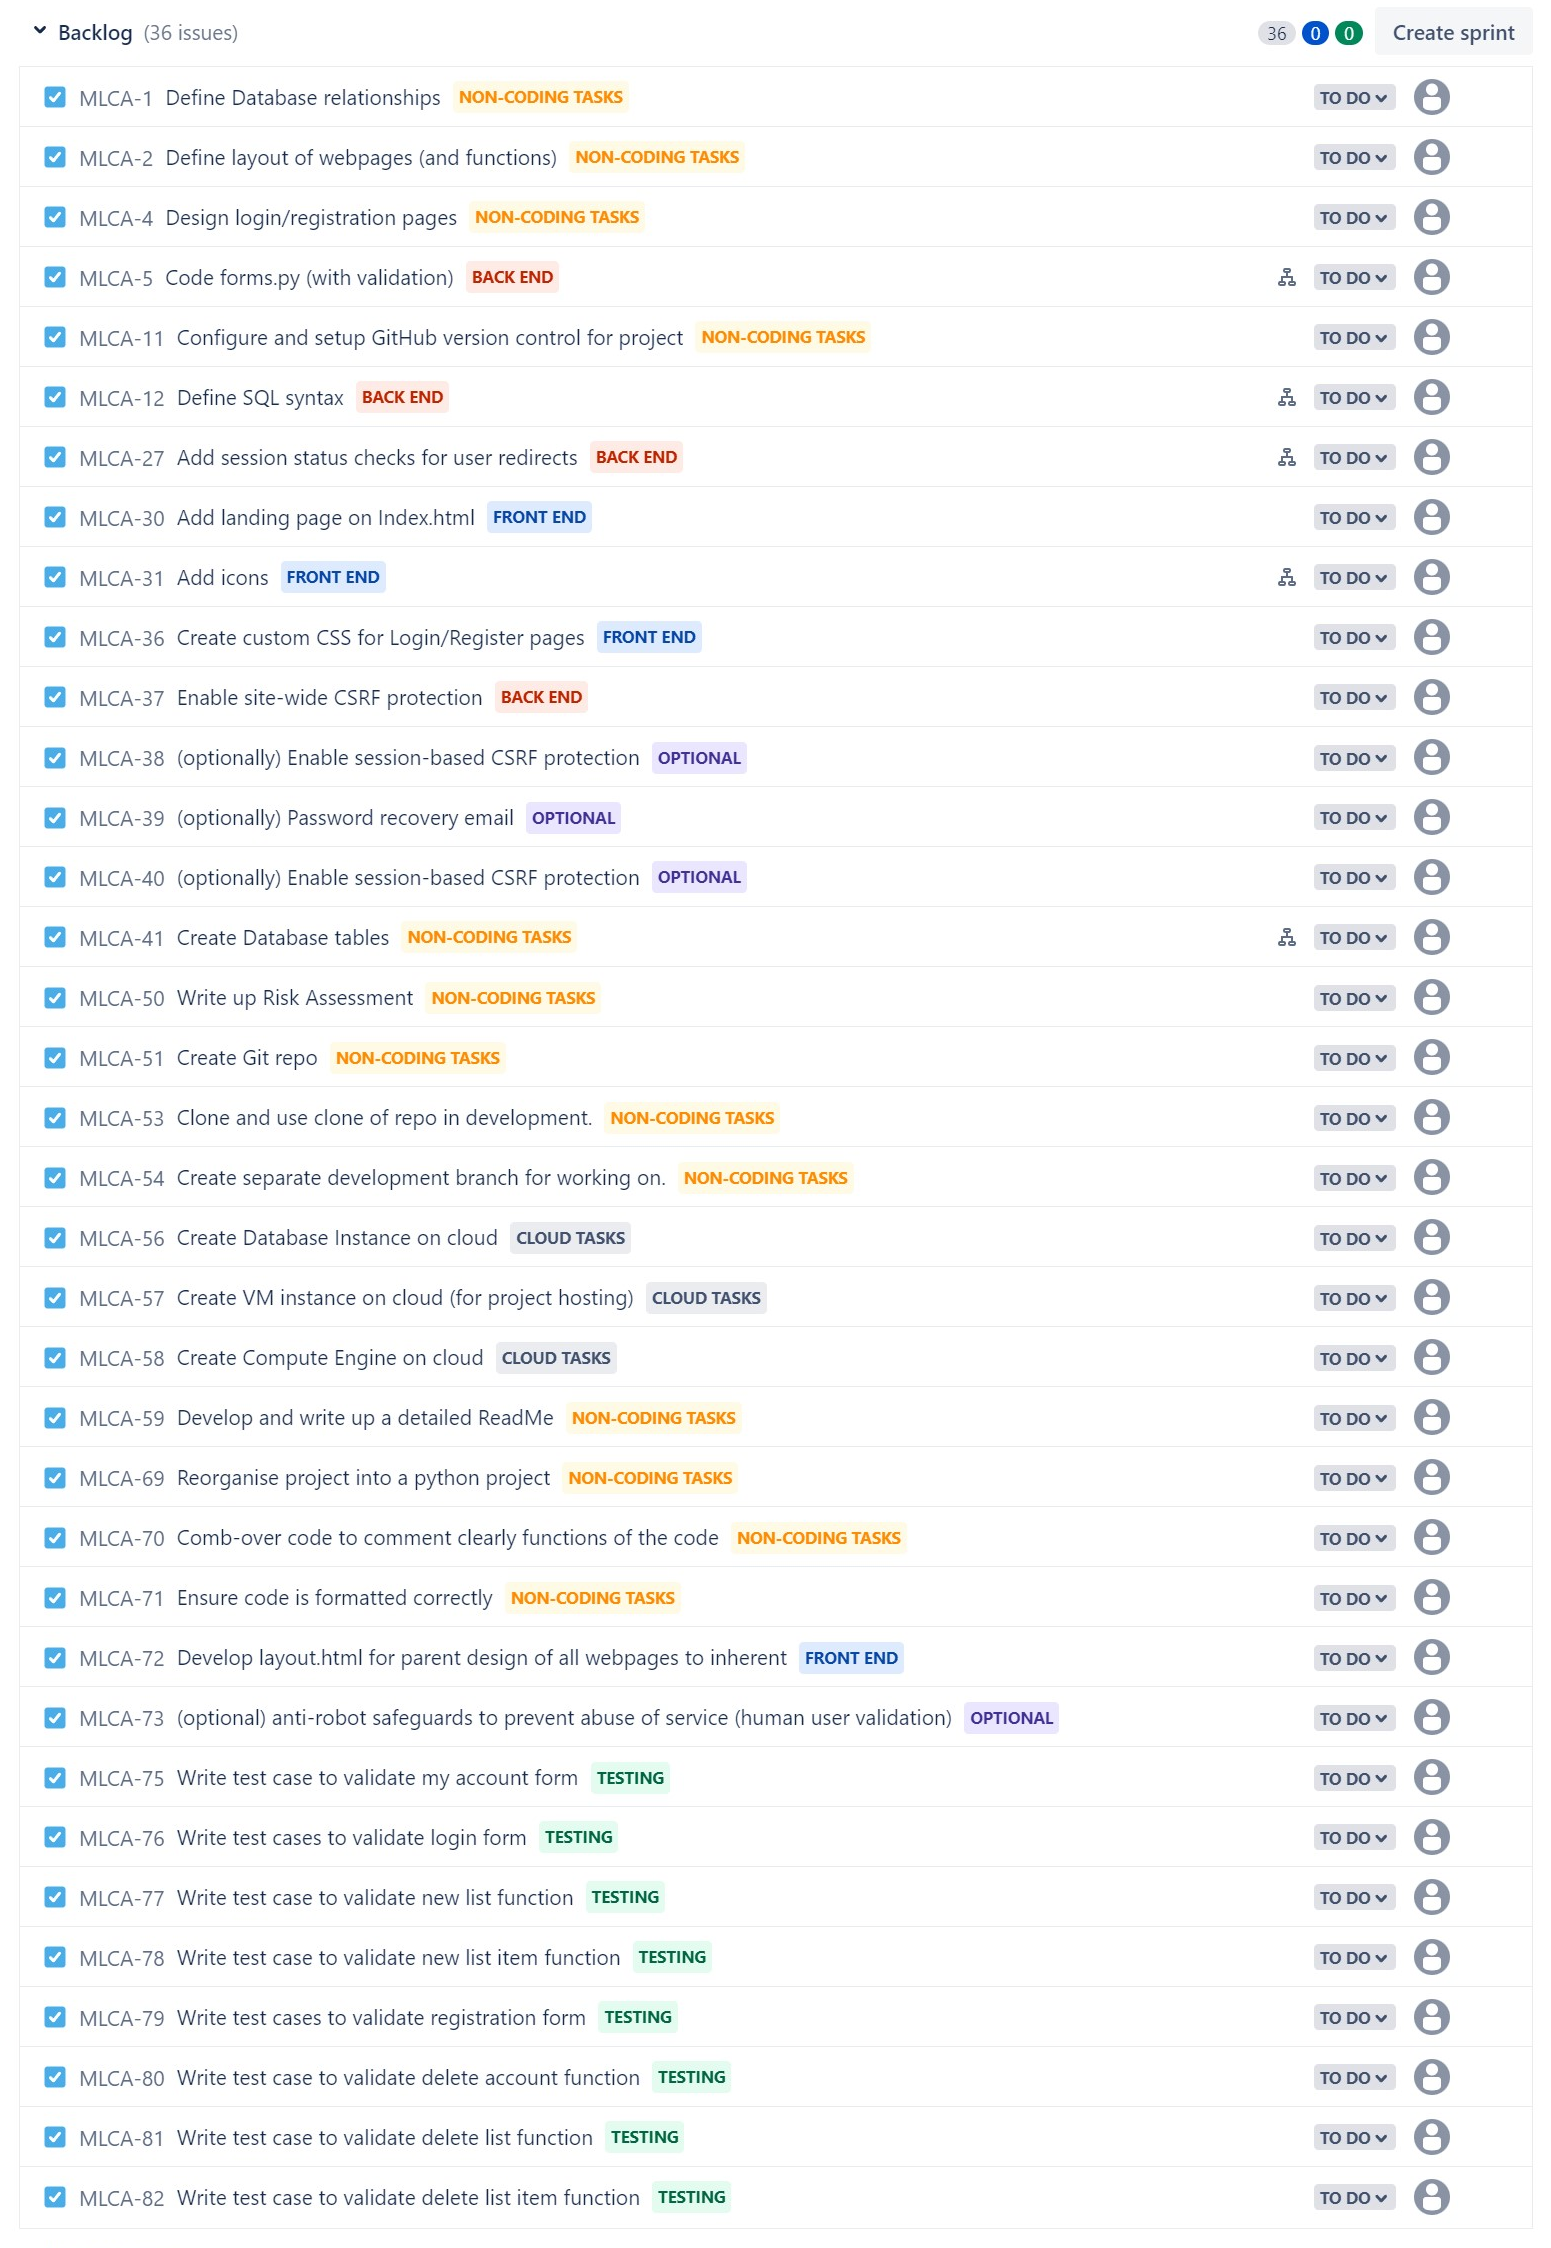 Backlog (36 issues) 36 0 0 Create sprint
MLCA-1 Define Database relationships NON-CODING TASKS TO DO
MLCA-2 Define layout of webpages (and functions) NON-CODING TASKS TO DO
MLCA-4 Design login/registration pages NON-CODING TASKS TO DO
MLCA-5 Code forms.py (with validation) BACK END TO DO
MLCA-11 Configure and setup GitHub version control for project NON-CODING TASKS TO DO
MLCA-12 Define SQL syntax BACK END TO DO
MLCA-27 Add session status checks for user redirects BACK END TO DO
MLCA-30 Add landing page on Index.html FRONT END TO DO
MLCA-31 Add icons FRONT END TO DO
MLCA-36 Create custom CSS for Login/Register pages FRONT END TO DO
MLCA-37 Enable site-wide CSRF protection BACK END TO DO
MLCA-38 (optionally) Enable session-based CSRF protection OPTIONAL TO DO
MLCA-39 (optionally) Password recovery email OPTIONAL TO DO
MLCA-40 (optionally) Enable session-based CSRF protection OPTIONAL TO DO
MLCA-41 Create Database tables NON-CODING TASKS TO DO
MLCA-50 Write up Risk Assessment NON-CODING TASKS TO DO
MLCA-51 Create Git repo NON-CODING TASKS TO DO
MLCA-53 Clone and use clone of repo in development. NON-CODING TASKS TO DO
MLCA-54 Create separate development branch for working on. NON-CODING TASKS TO DO
MLCA-56 Create Database Instance on cloud CLOUD TASKS TO DO
MLCA-57 Create VM instance on cloud (for project hosting) CLOUD TASKS TO DO
MLCA-58 Create Compute Engine on cloud CLOUD TASKS TO DO
MLCA-59 Develop and write up a detailed ReadMe NON-CODING TASKS TO DO
MLCA-69 Reorganise project into a python project NON-CODING TASKS TO DO
MLCA-70 Comb-over code to comment clearly functions of the code NON-CODING TASKS TO DO
MLCA-71 Ensure code is formatted correctly NON-CODING TASKS TO DO
MLCA-72 Develop layout.html for parent design of all webpages to inherent FRONT END TO DO
MLCA-73 (optional) anti-robot safeguards to prevent abuse of service (human user validation) OPTIONAL TO DO
MLCA-75 Write test case to validate my account form TESTING TO DO
MLCA-76 Write test cases to validate login form TESTING TO DO
MLCA-77 Write test case to validate new list function TESTING TO DO
MLCA-78 Write test case to validate new list item function TESTING TO DO
MLCA-79 Write test cases to validate registration form TESTING TO DO
MLCA-80 Write test case to validate delete account function TESTING TO DO
MLCA-81 Write test case to validate delete list function TESTING TO DO
MLCA-82 Write test case to validate delete list item function TESTING TO DO